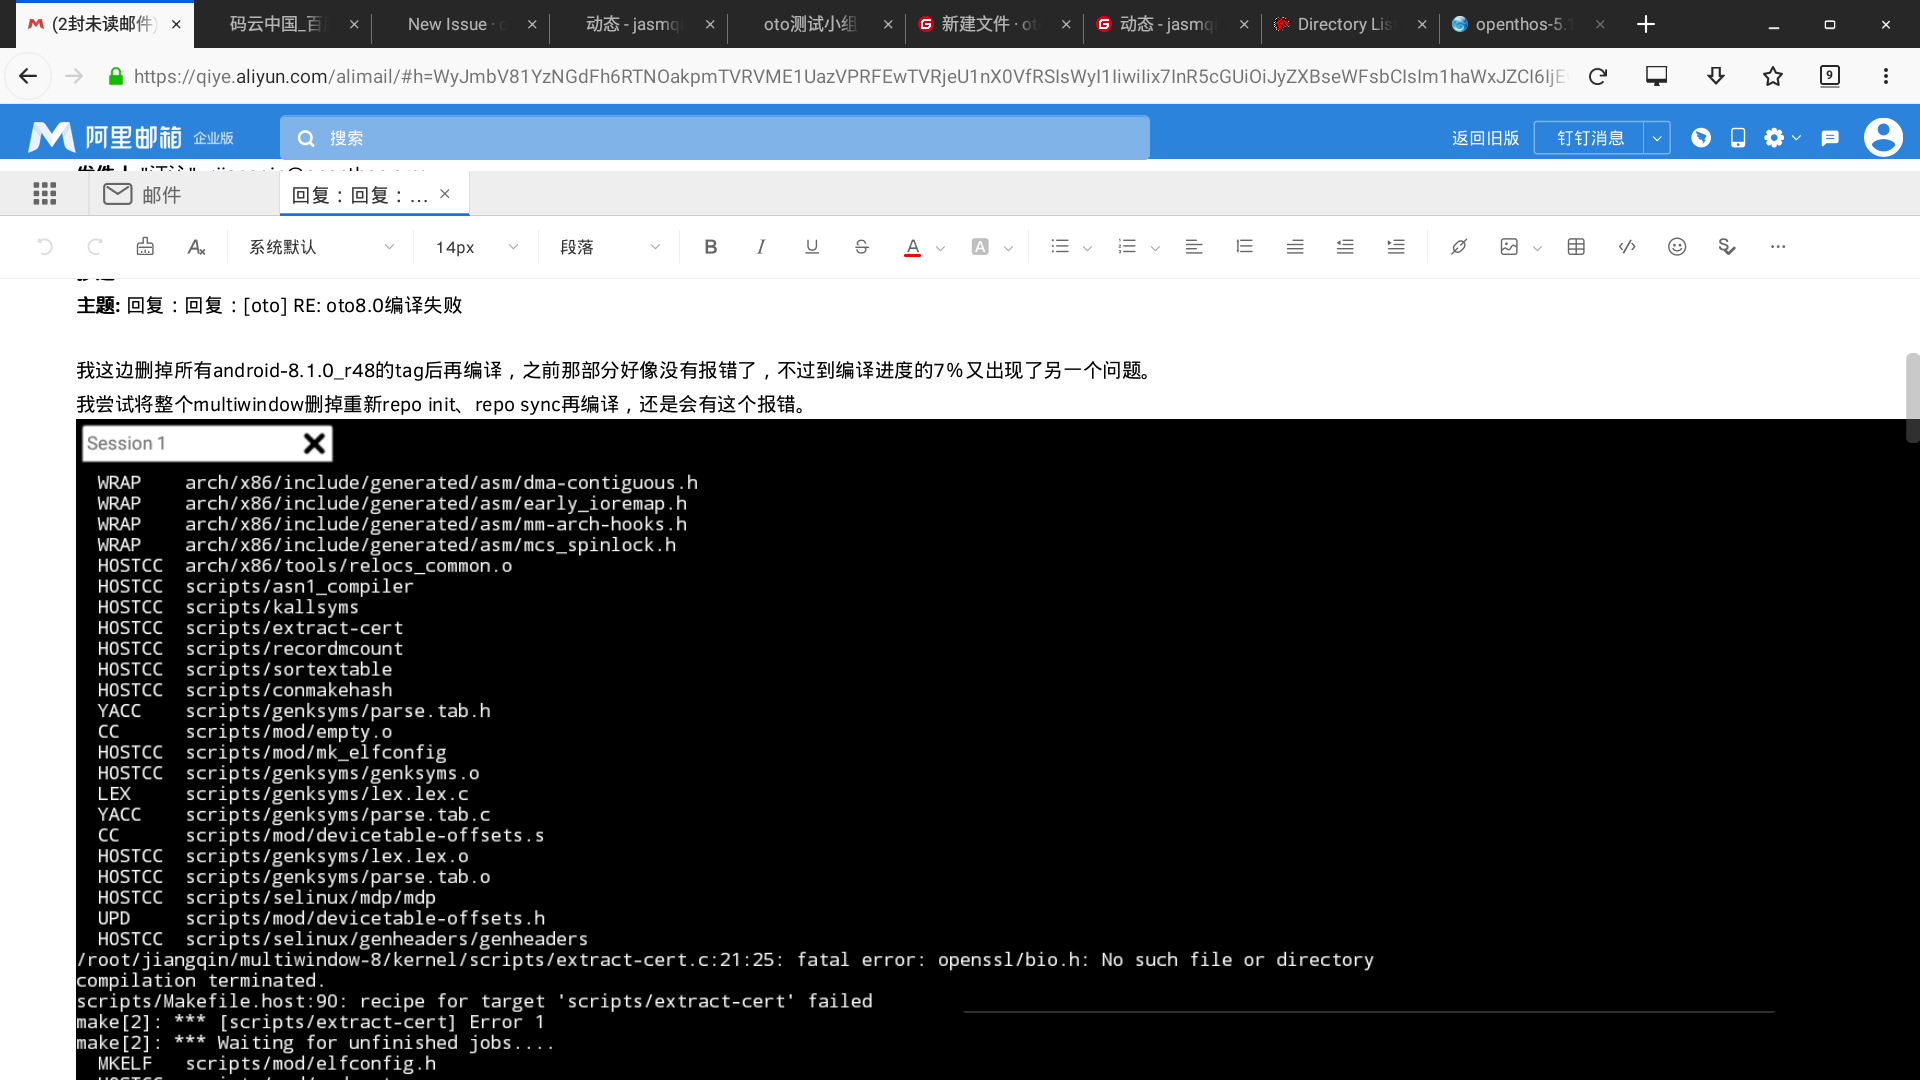 (2封未读邮件)
码云中国_百
New Issue ·
动态 - jasmq
oto测试小组
新建文件 · ot
动态 - jasmq
Directory Lis
openthos-5.1
https://qiye.aliyun.com/alimail/#h=WyJmbV81YzNGdFh6RTNOakpmTVRVME1UazVPRFEwTVRjeU1nX0VfRSIsWyI1IiwiIix7InR5cGUiOiJyZXBseWFsbCIsIm1haWxJZCI6IjE
9
阿里邮箱 企业版
搜索
返回旧版
钉钉消息
邮件
回复：回复：...
系统默认
14px
段落
主题: 回复：回复：[oto] RE: oto8.0编译失败
我这边删掉所有android-8.1.0_r48的tag后再编译，之前那部分好像没有报错了，不过到编译进度的7%又出现了另一个问题。
我尝试将整个multiwindow删掉重新repo init、repo sync再编译，还是会有这个报错。
Session 1
WRAP    arch/x86/include/generated/asm/dma-contiguous.h
WRAP    arch/x86/include/generated/asm/early_ioremap.h
WRAP    arch/x86/include/generated/asm/mm-arch-hooks.h
WRAP    arch/x86/include/generated/asm/mcs_spinlock.h
HOSTCC  arch/x86/tools/relocs_common.o
HOSTCC  scripts/asn1_compiler
HOSTCC  scripts/kallsyms
HOSTCC  scripts/extract-cert
HOSTCC  scripts/recordmcount
HOSTCC  scripts/sortextable
HOSTCC  scripts/conmakehash
YACC    scripts/genksyms/parse.tab.h
CC      scripts/mod/empty.o
HOSTCC  scripts/mod/mk_elfconfig
HOSTCC  scripts/genksyms/genksyms.o
LEX     scripts/genksyms/lex.lex.c
YACC    scripts/genksyms/parse.tab.c
CC      scripts/mod/devicetable-offsets.s
HOSTCC  scripts/genksyms/lex.lex.o
HOSTCC  scripts/genksyms/parse.tab.o
HOSTCC  scripts/selinux/mdp/mdp
UPD     scripts/mod/devicetable-offsets.h
HOSTCC  scripts/selinux/genheaders/genheaders
/root/jiangqin/multiwindow-8/kernel/scripts/extract-cert.c:21:25: fatal error: openssl/bio.h: No such file or directory
compilation terminated.
scripts/Makefile.host:90: recipe for target 'scripts/extract-cert' failed
make[2]: *** [scripts/extract-cert] Error 1
make[2]: *** Waiting for unfinished jobs....
MKELF   scripts/mod/elfconfig.h